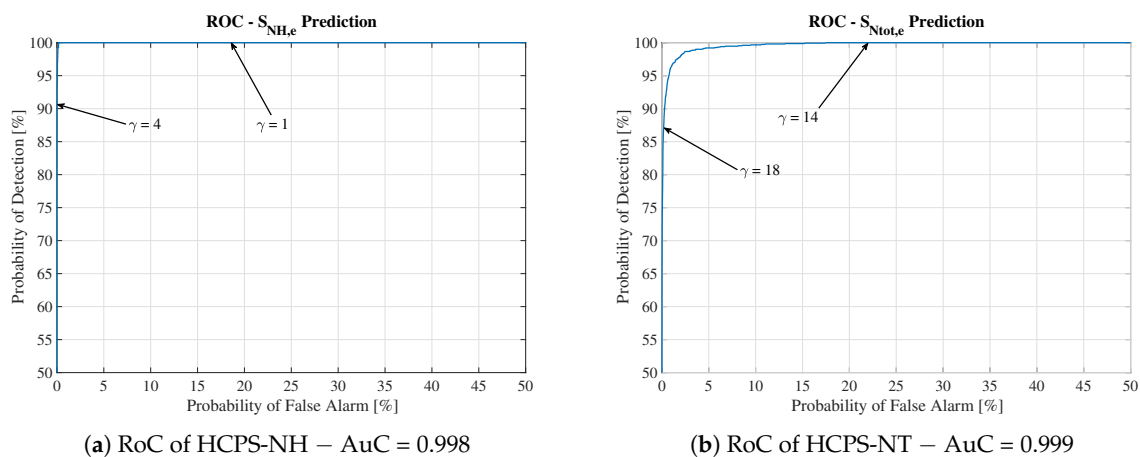 ROC - S_NH,e Prediction
100
95
90
85
80
75
70
65
60
55
50
Probability of Detection [%]
γ = 4
γ = 1
0 5 10 15 20 25 30 35 40 45 50
Probability of False Alarm [%]
(a) RoC of HCPS-NH − AuC = 0.998
ROC - S_Ntot,e Prediction
100
95
90
85
80
75
70
65
60
55
50
Probability of Detection [%]
γ = 14
γ = 18
0 5 10 15 20 25 30 35 40 45 50
Probability of False Alarm [%]
(b) RoC of HCPS-NT − AuC = 0.999